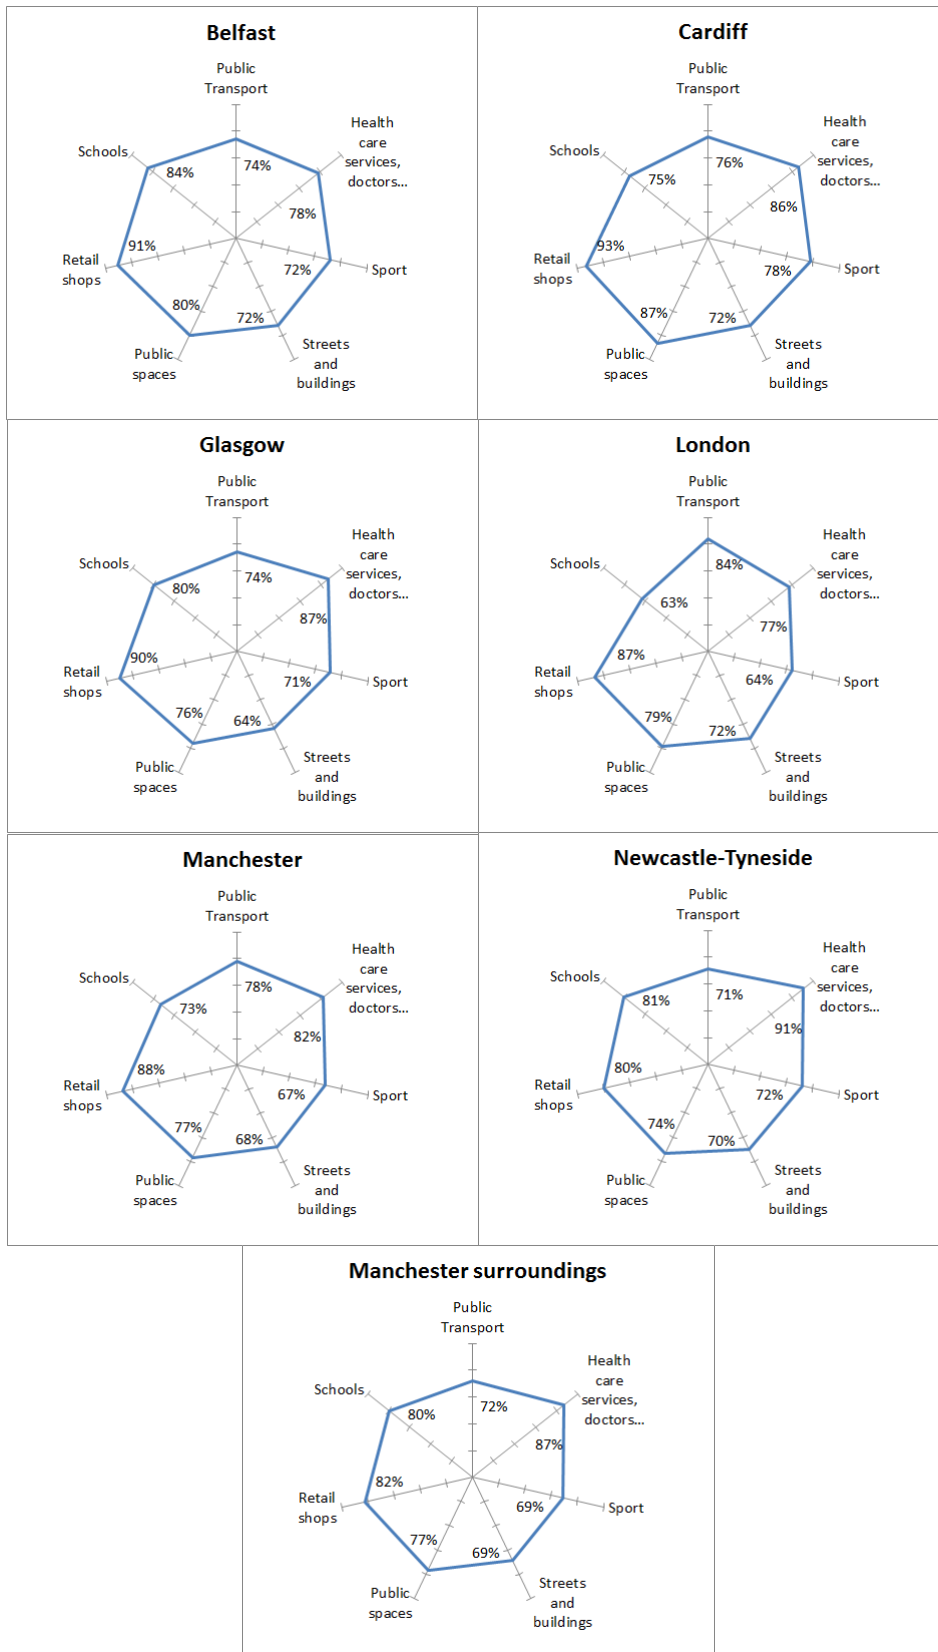 Belfast
Public
Transport
Health
care
services,
doctors...
Schools
84%
74%
78%
91%
Retail
shops
72%
Sport
80%
72%
Public
spaces
Streets
and
buildings
Cardiff
Public
Transport
Health
care
services,
doctors...
Schools
75%
76%
86%
93%
Retail
shops
78%
Sport
87%
72%
Public
spaces
Streets
and
buildings
Glasgow
Public
Transport
Health
care
services,
doctors...
Schools
80%
74%
87%
90%
Retail
shops
71%
Sport
76%
64%
Public
spaces
Streets
and
buildings
London
Public
Transport
Health
care
services,
doctors...
Schools
63%
84%
77%
87%
Retail
shops
64%
Sport
79%
72%
Public
spaces
Streets
and
buildings
Manchester
Public
Transport
Health
care
services,
doctors...
Schools
73%
78%
82%
88%
Retail
shops
67%
Sport
77%
68%
Public
spaces
Streets
and
buildings
Newcastle-Tyneside
Public
Transport
Health
care
services,
doctors...
Schools
81%
71%
91%
80%
Retail
shops
72%
Sport
74%
70%
Public
spaces
Streets
and
buildings
Manchester surroundings
Public
Transport
Health
care
services,
doctors...
Schools
80%
72%
87%
82%
Retail
shops
69%
Sport
77%
69%
Public
spaces
Streets
and
buildings